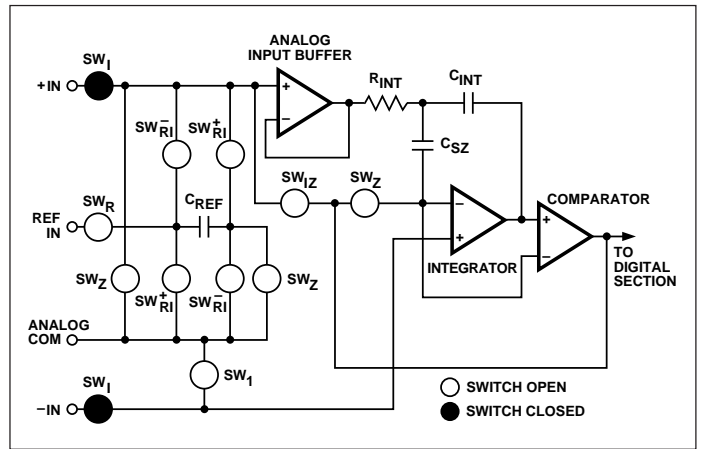 ANALOG
INPUT BUFFER
SWI
+IN
RINT
CINT
SW−RI
SW+RI
CSZ
SWIZ
SWZ
COMPARATOR
REF
IN
SWR
CREF
+
−
−
+
+
−
INTEGRATOR
TO
DIGITAL
SECTION
SWZ
SW+RI
SW−RI
SWZ
ANALOG
COM
SW1
SWI
−IN
SWITCH OPEN
SWITCH CLOSED